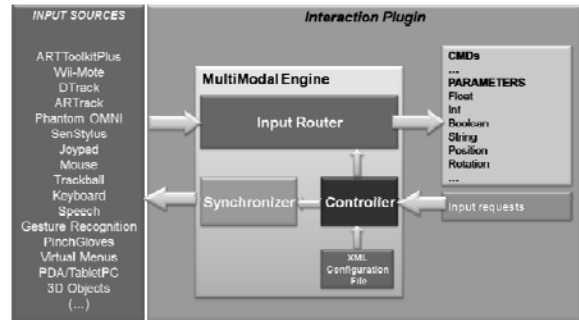 INPUT SOURCES
ARTToolkitPlus
Wii-Mote
DTrack
ARTrack
Phantom OMNI
SenStylus
Joypad
Mouse
Trackball
Keyboard
Speech
Gesture Recognition
PinchGloves
Virtual Menus
PDA/TabletPC
3D Objects
(...)
Interaction Plugin
MultiModal Engine
Input Router
Synchronizer
Controller
XML
Configuration
File
CMDs
...
PARAMETERS
Float
Int
Boolean
String
Position
Rotation
...
Input requests